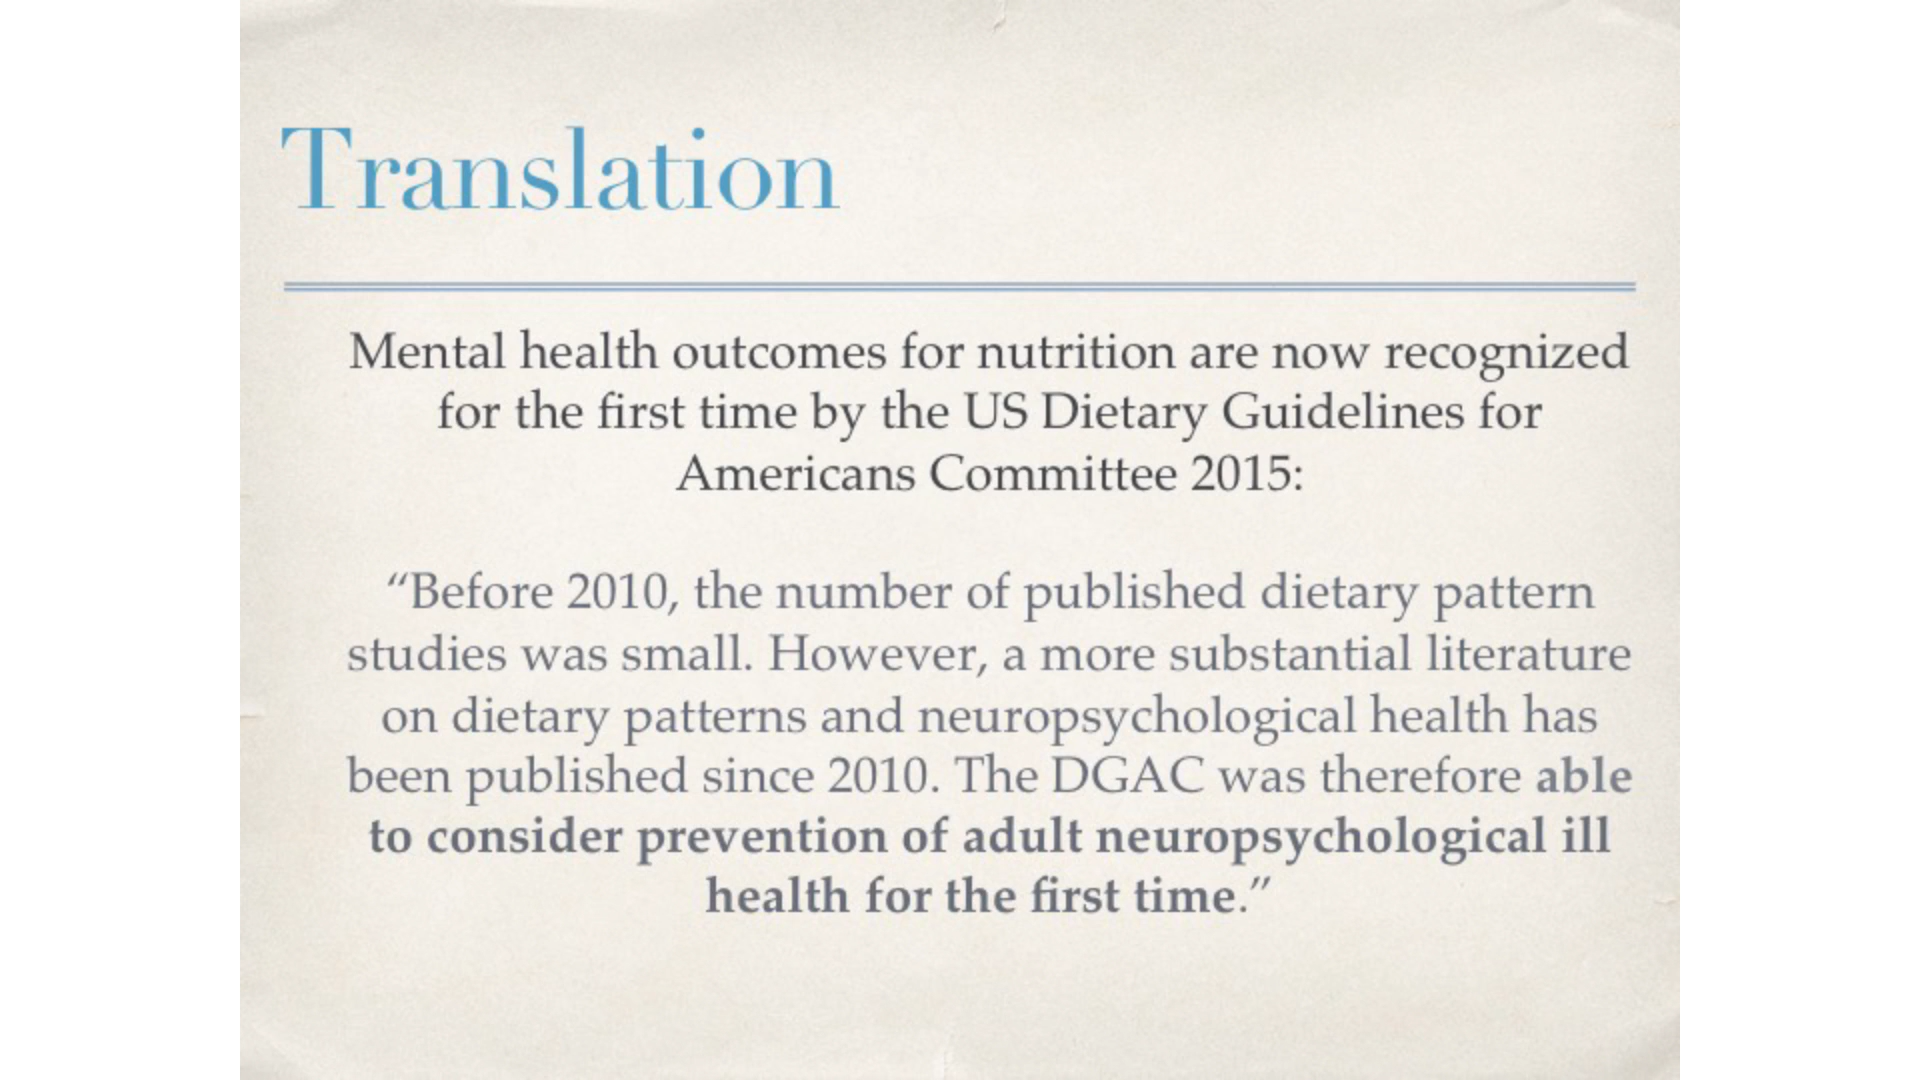 Translation
Mental health outcomes for nutrition are now recognized
for the first time by the US Dietary Guidelines for
Americans Committee 2015:
“Before 2010, the number of published dietary pattern
studies was small. However, a more substantial literature
on dietary patterns and neuropsychological health has
been published since 2010. The DGAC was therefore able
to consider prevention of adult neuropsychological ill
health for the first time.”